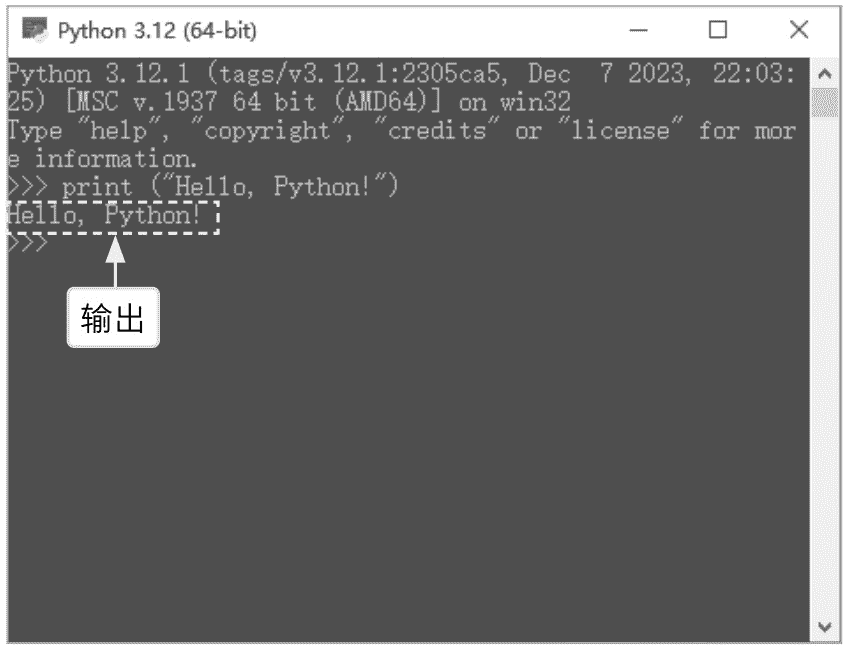 Python 3.12 (64-bit)
Python 3.12.1 (tags/v3.12.1:2305ca5, Dec  7 2023, 22:03:
25) [MSC v.1937 64 bit (AMD64)] on win32
Type "help", "copyright", "credits" or "license" for mor
e information.
>>> print ("Hello, Python!")
Hello, Python!
>>>
输出